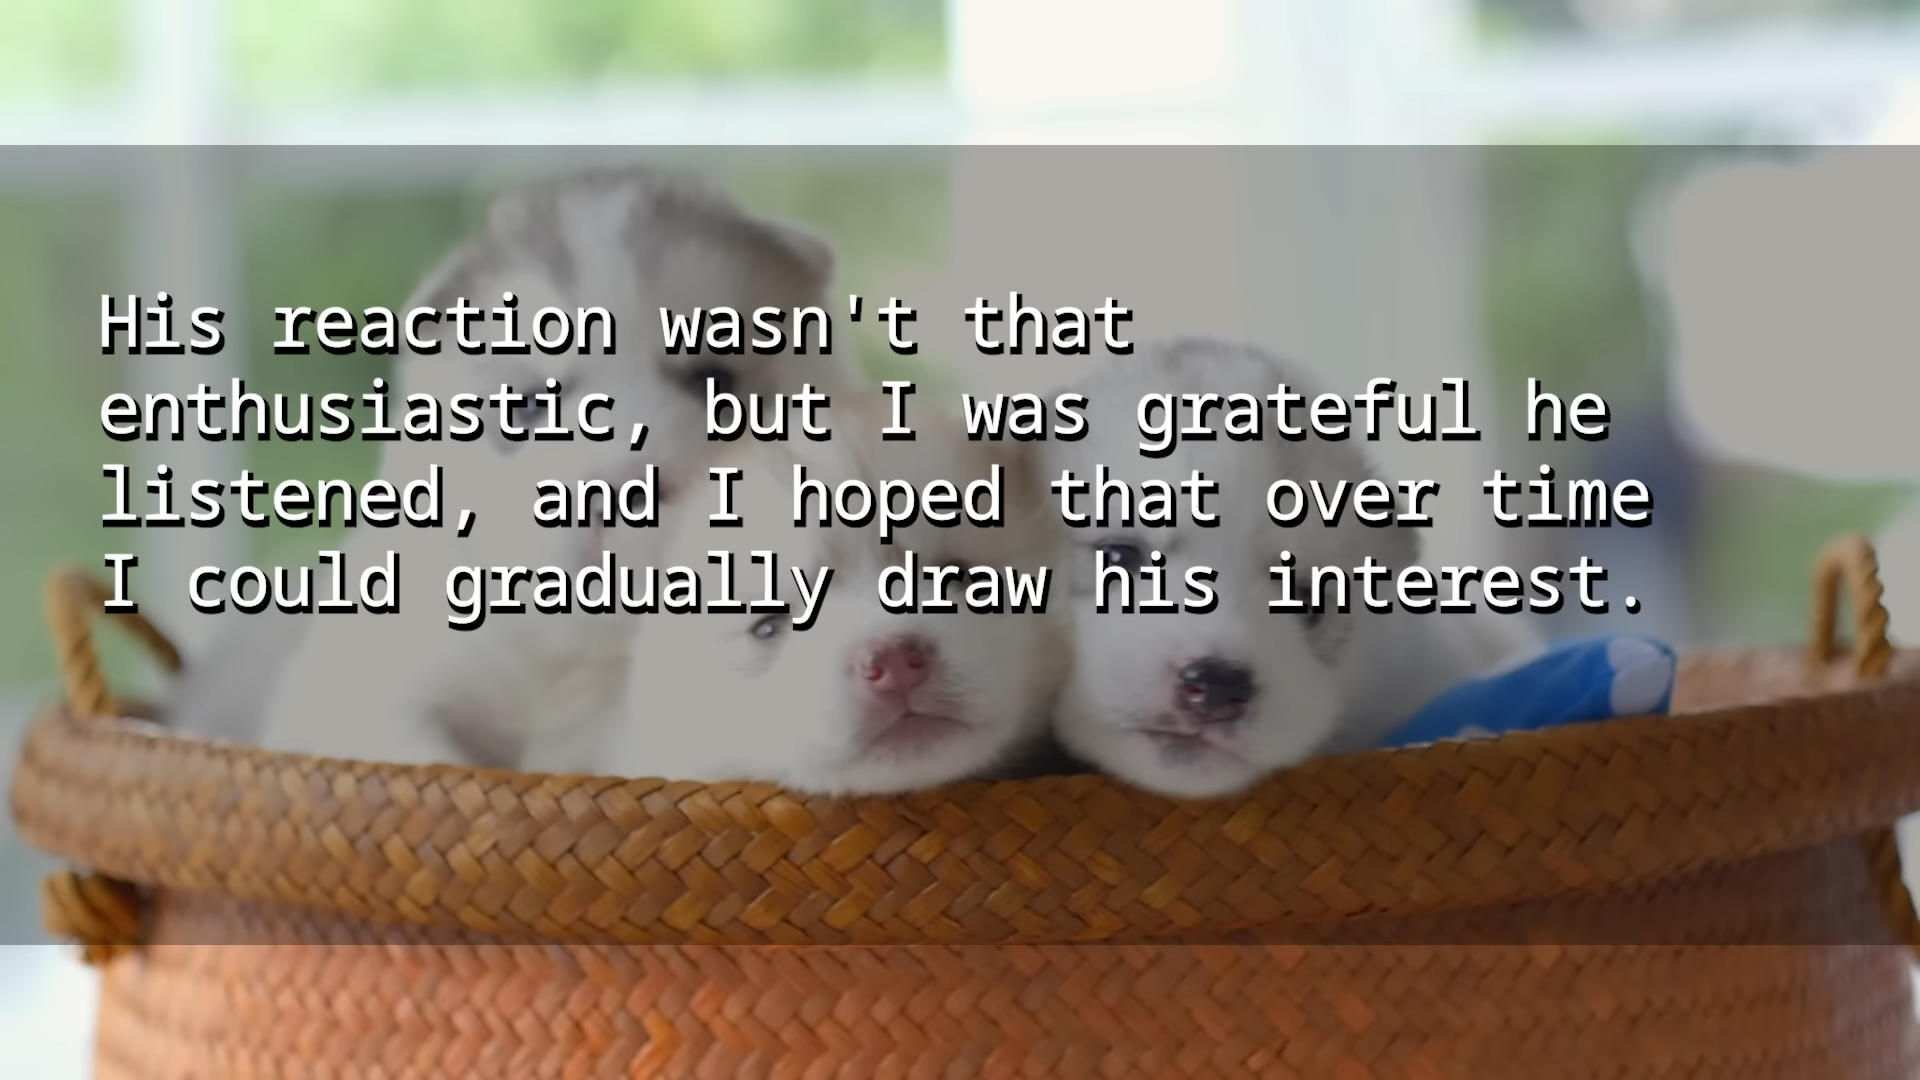 His reaction wasn't that
enthusiastic, but I was grateful he
listened, and I hoped that over time
I could gradually draw his interest.